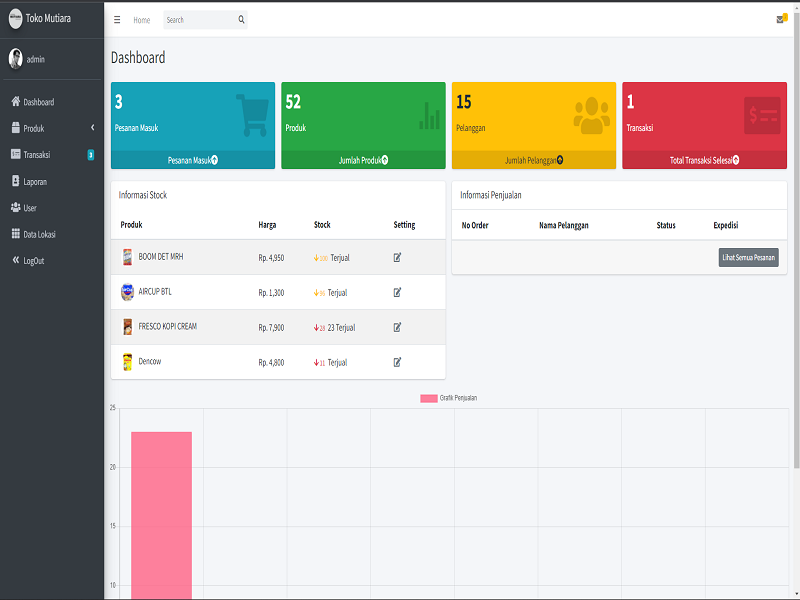 Toko Mutiara
Home
Search
admin
Dashboard
Dashboard
Produk
Transaksi 3
Laporan
User
Data Lokasi
LogOut
3
Pesanan Masuk
Pesanan Masuk
52
Produk
Jumlah Produk
15
Pelanggan
Jumlah Pelanggan
1
Transaksi
Total Transaksi Selesai
Informasi Stock
Produk Harga Stock Setting
BOOM DET MRH Rp. 4,950 Terjual
AIRCUP BTL Rp. 1,300 Terjual
FRESCO KOPI CREAM Rp. 7,900 28 23 Terjual
Dencow Rp. 4,800 11 Terjual
Informasi Penjualan
No Order Nama Pelanggan Status Expedisi
Lihat Semua Pesanan
Grafik Penjualan
25
20
15
10